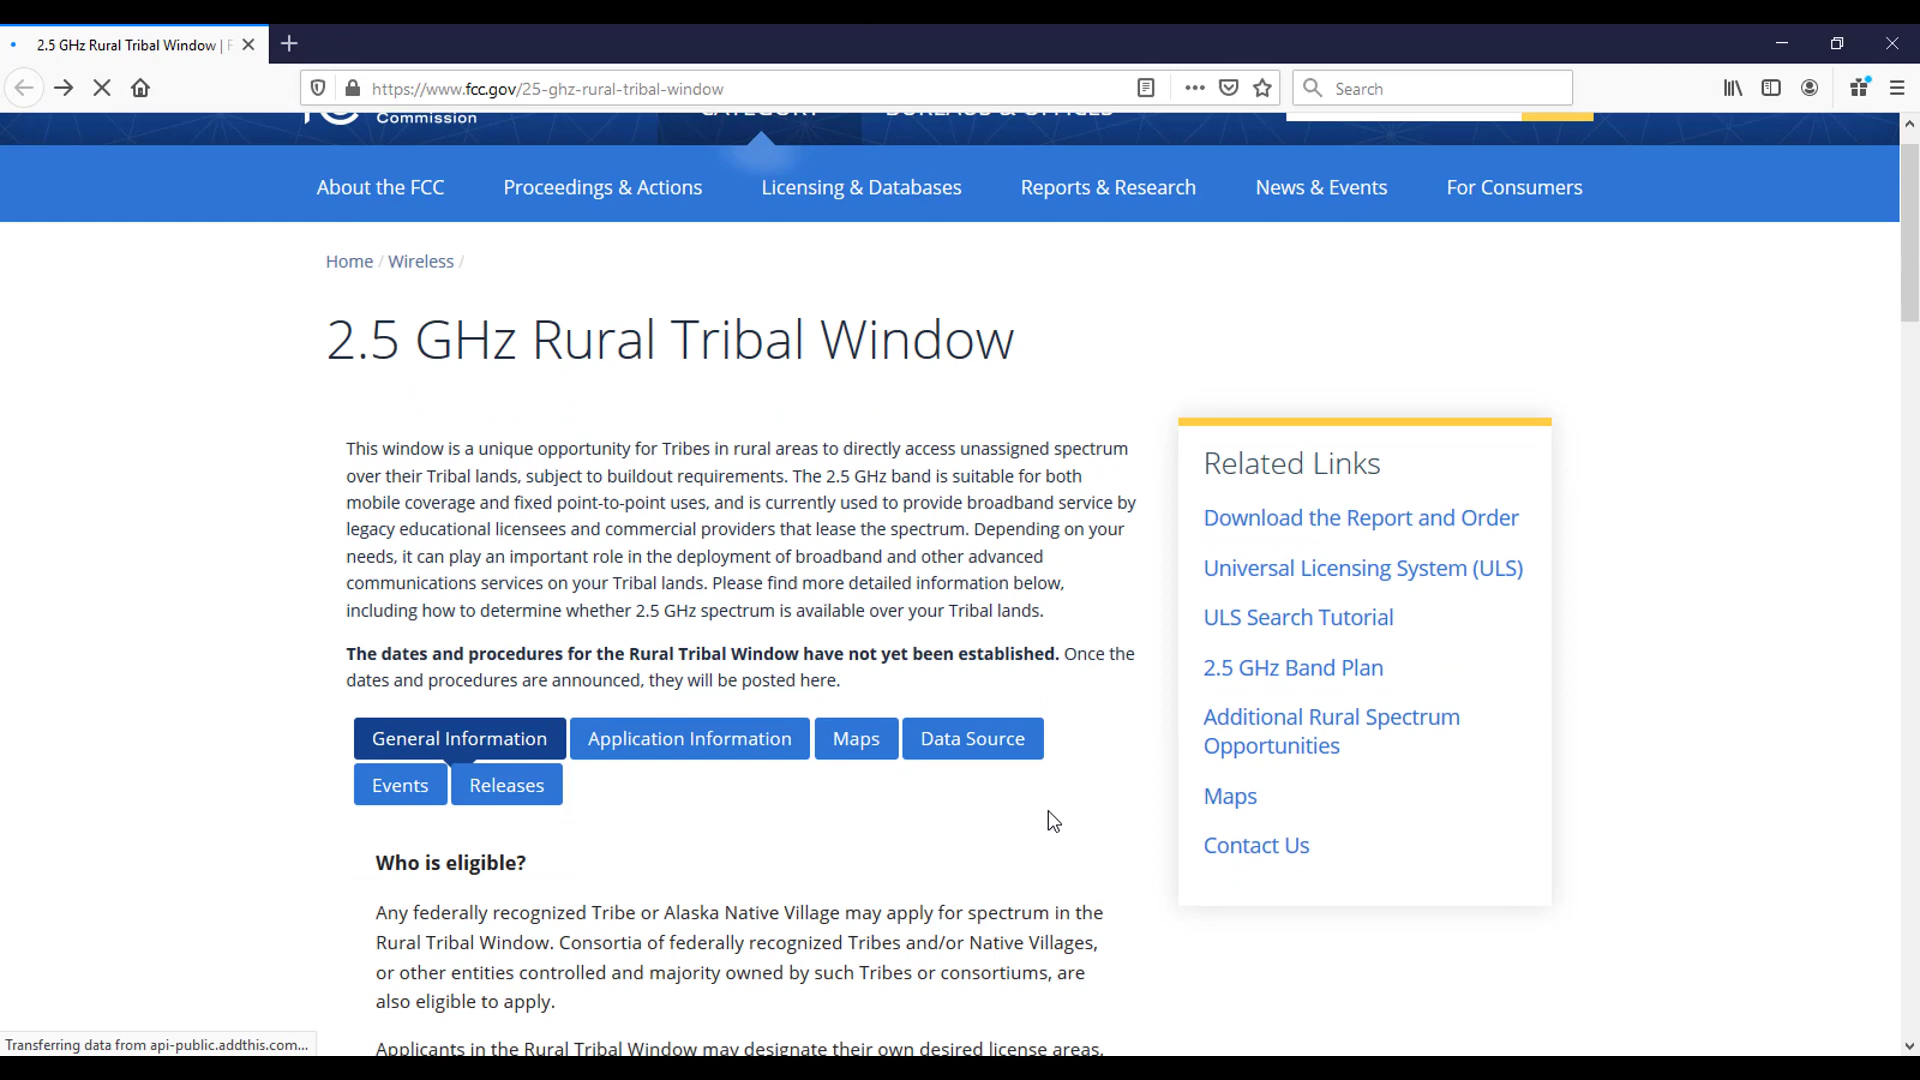 2.5 GHz Rural Tribal Window | F
https://www.fcc.gov/25-ghz-rural-tribal-window
Search
Commission
CATEGORY
BUREAUS & OFFICES
About the FCC
Proceedings & Actions
Licensing & Databases
Reports & Research
News & Events
For Consumers
Home / Wireless /
2.5 GHz Rural Tribal Window
This window is a unique opportunity for Tribes in rural areas to directly access unassigned spectrum
over their Tribal lands, subject to buildout requirements. The 2.5 GHz band is suitable for both
mobile coverage and fixed point-to-point uses, and is currently used to provide broadband service by
legacy educational licensees and commercial providers that lease the spectrum. Depending on your
needs, it can play an important role in the deployment of broadband and other advanced
communications services on your Tribal lands. Please find more detailed information below,
including how to determine whether 2.5 GHz spectrum is available over your Tribal lands.
The dates and procedures for the Rural Tribal Window have not yet been established. Once the
dates and procedures are announced, they will be posted here.
General Information
Application Information
Maps
Data Source
Events
Releases
Who is eligible?
Any federally recognized Tribe or Alaska Native Village may apply for spectrum in the
Rural Tribal Window. Consortia of federally recognized Tribes and/or Native Villages,
or other entities controlled and majority owned by such Tribes or consortiums, are
also eligible to apply.
Applicants in the Rural Tribal Window may designate their own desired license areas,
Related Links
Download the Report and Order
Universal Licensing System (ULS)
ULS Search Tutorial
2.5 GHz Band Plan
Additional Rural Spectrum
Opportunities
Maps
Contact Us
Transferring data from api-public.addthis.com...